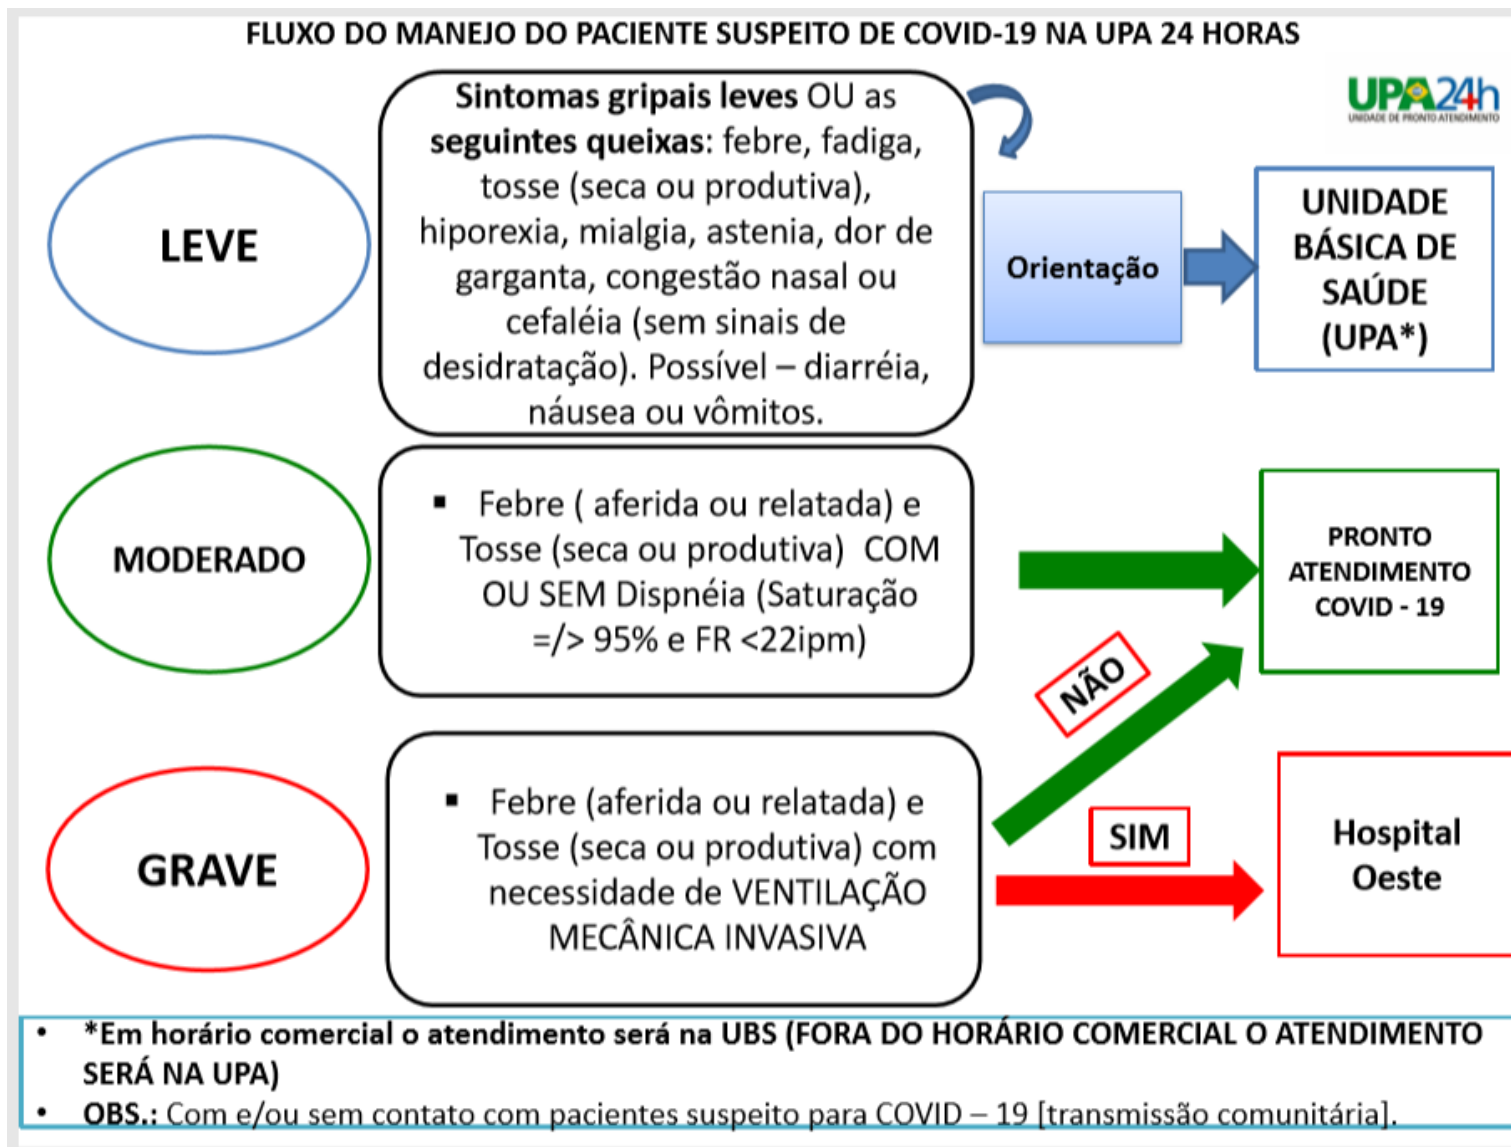 FLUXO DO MANEJO DO PACIENTE SUSPEITO DE COVID-19 NA UPA 24 HORAS
UPA24h
UNIDADE DE PRONTO ATENDIMENTO
LEVE
Sintomas gripais leves OU as
seguintes queixas: febre, fadiga,
tosse (seca ou produtiva),
hiporexia, mialgia, astenia, dor de
garganta, congestão nasal ou
cefaléia (sem sinais de
desidratação). Possível – diarréia,
náusea ou vômitos.
Orientação
UNIDADE
BÁSICA DE
SAÚDE
(UPA*)
MODERADO
▪ Febre ( aferida ou relatada) e
Tosse (seca ou produtiva) COM
OU SEM Dispnéia (Saturação
=/> 95% e FR <22ipm)
PRONTO
ATENDIMENTO
COVID - 19
NÃO
GRAVE
▪ Febre (aferida ou relatada) e
Tosse (seca ou produtiva) com
necessidade de VENTILAÇÃO
MECÂNICA INVASIVA
SIM
Hospital
Oeste
• *Em horário comercial o atendimento será na UBS (FORA DO HORÁRIO COMERCIAL O ATENDIMENTO
SERÁ NA UPA)
• OBS.: Com e/ou sem contato com pacientes suspeito para COVID – 19 [transmissão comunitária].